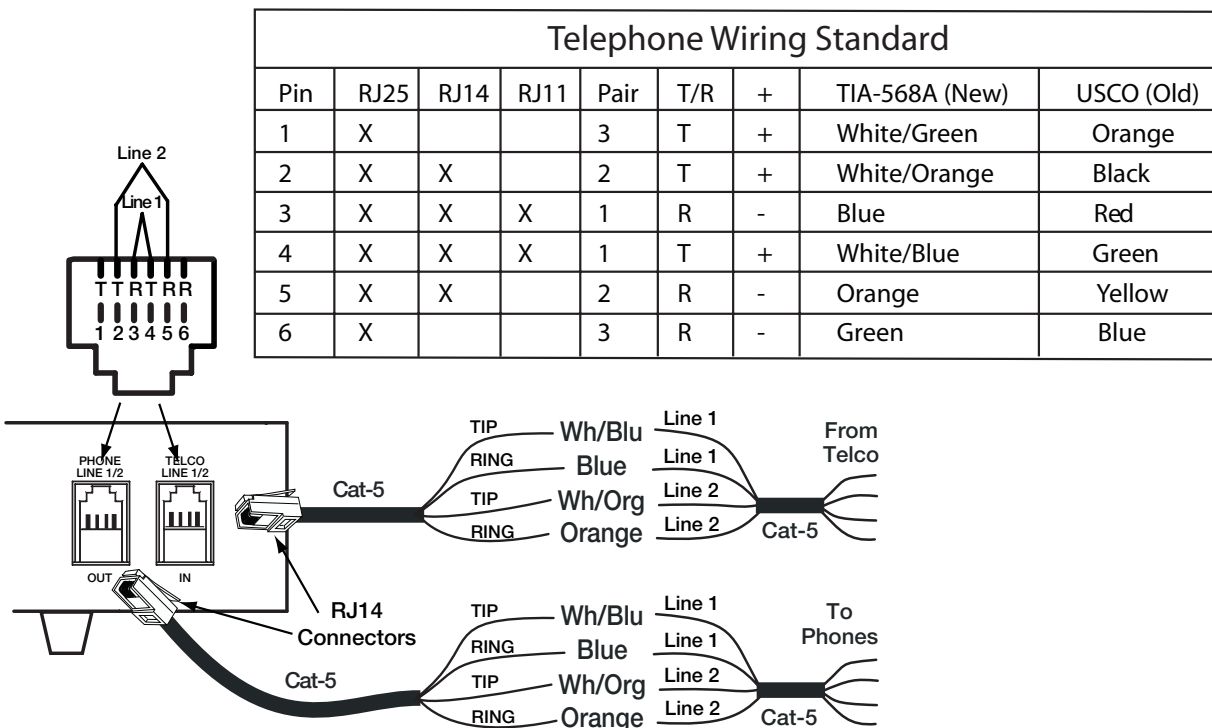 Telephone Wiring Standard
Pin RJ25 RJ14 RJ11 Pair T/R + TIA-568A (New) USCO (Old)
1 X 3 T + White/Green Orange
2 X X 2 T + White/Orange Black
3 X X X 1 R - Blue Red
4 X X X 1 T + White/Blue Green
5 X X 2 R - Orange Yellow
6 X 3 R - Green Blue
Line 2
Line 1
T T R T R R
1 2 3 4 5 6
PHONE
LINE 1/2
TELCO
LINE 1/2
OUT
IN
Cat-5
TIP Wh/Blu Line 1
RING Blue Line 1
TIP Wh/Org Line 2
RING Orange Line 2
Cat-5
From
Telco
RJ14
Connectors
Cat-5
TIP Wh/Blu Line 1
RING Blue Line 1
TIP Wh/Org Line 2
RING Orange Line 2
Cat-5
To
Phones